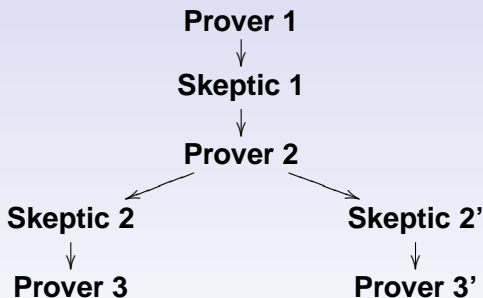 Prover 1
Skeptic 1
Prover 2
Skeptic 2 Skeptic 2’
Prover 3 Prover 3’